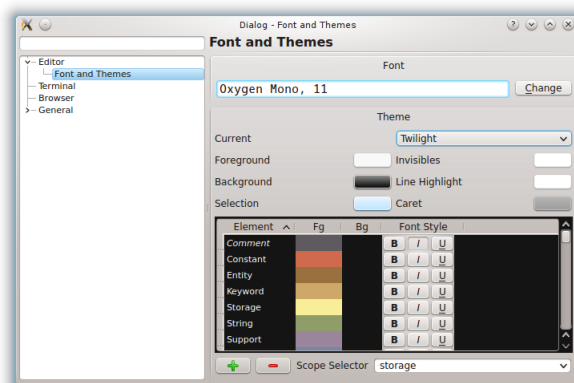 Dialog - Font and Themes
Font and Themes
Editor
Font and Themes
Terminal
Browser
General
Font
Oxygen Mono, 11
Change
Theme
Current
Twilight
Foreground
Invisibles
Background
Line Highlight
Selection
Caret
Element Fg Bg Font Style
Comment B I U
Constant B I U
Entity B I U
Keyword B I U
Storage B I U
String B I U
Support B I U
Scope Selector
storage